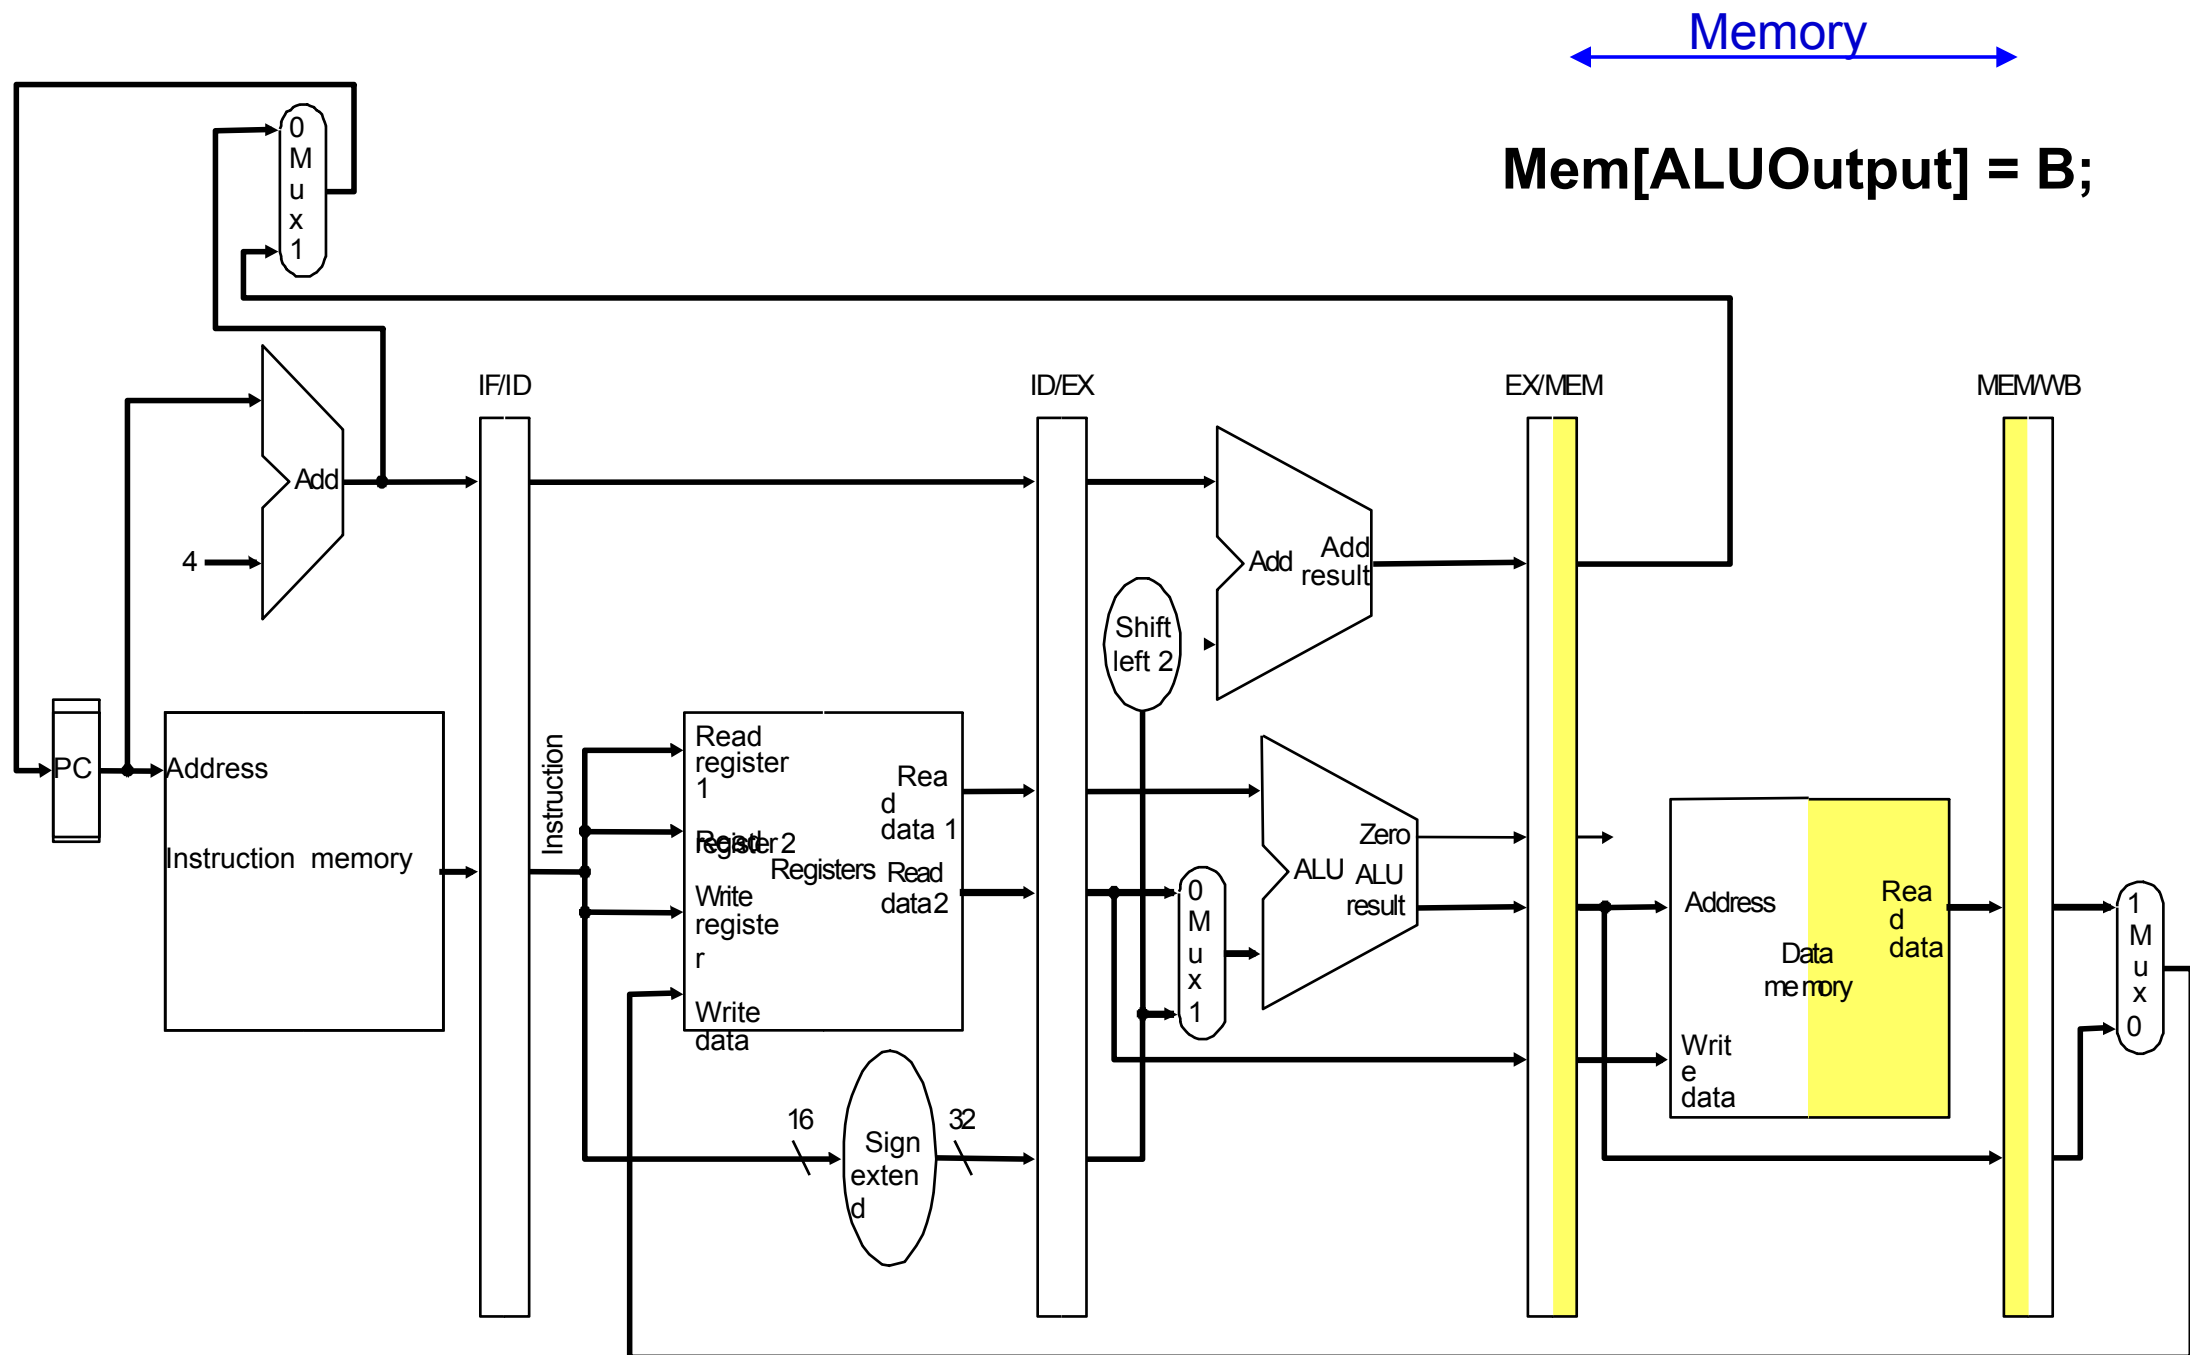 Memory
Mem[ALUOutput] = B;
0
M
u
x
1
IF/ID
ID/EX
EX/MEM
MEM/WB
Add
4
Add
Add
result
Shift
left 2
PC
Address
Instruction memory
Instruction
Read
register
1
Read
register 2
Registers
Write
registe
r
Write
data
Rea
d
data 1
Read
data2
16
Sign
exten
d
32
0
M
u
x
1
Zero
ALU
ALU
result
Address
Rea
d
data
Data
memory
Writ
e
data
1
M
u
x
0